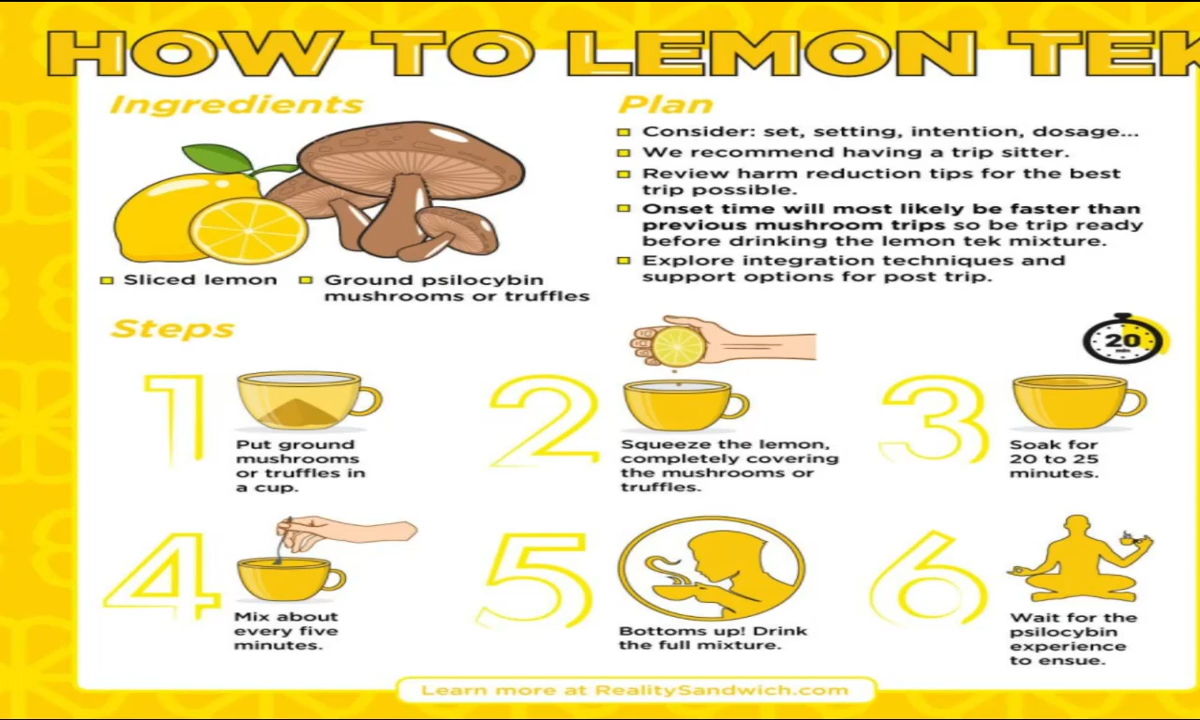 HOW TO LEMON TEK
Ingredients
Sliced lemon
Ground psilocybin
mushrooms or truffles
Plan
Consider: set, setting, intention, dosage...
We recommend having a trip sitter.
Review harm reduction tips for the best
trip possible.
Onset time will most likely be faster than
previous mushroom trips so be trip ready
before drinking the lemon tek mixture.
Explore integration techniques and
support options for post trip.
Steps
1
Put ground
mushrooms
or truffles in
a cup.
2
Squeeze the lemon,
completely covering
the mushrooms or
truffles.
3
20
min
Soak for
20 to 25
minutes.
4
Mix about
every five
minutes.
5
Bottoms up! Drink
the full mixture.
6
Wait for the
psilocybin
experience
to ensue.
Learn more at RealitySandwich.com